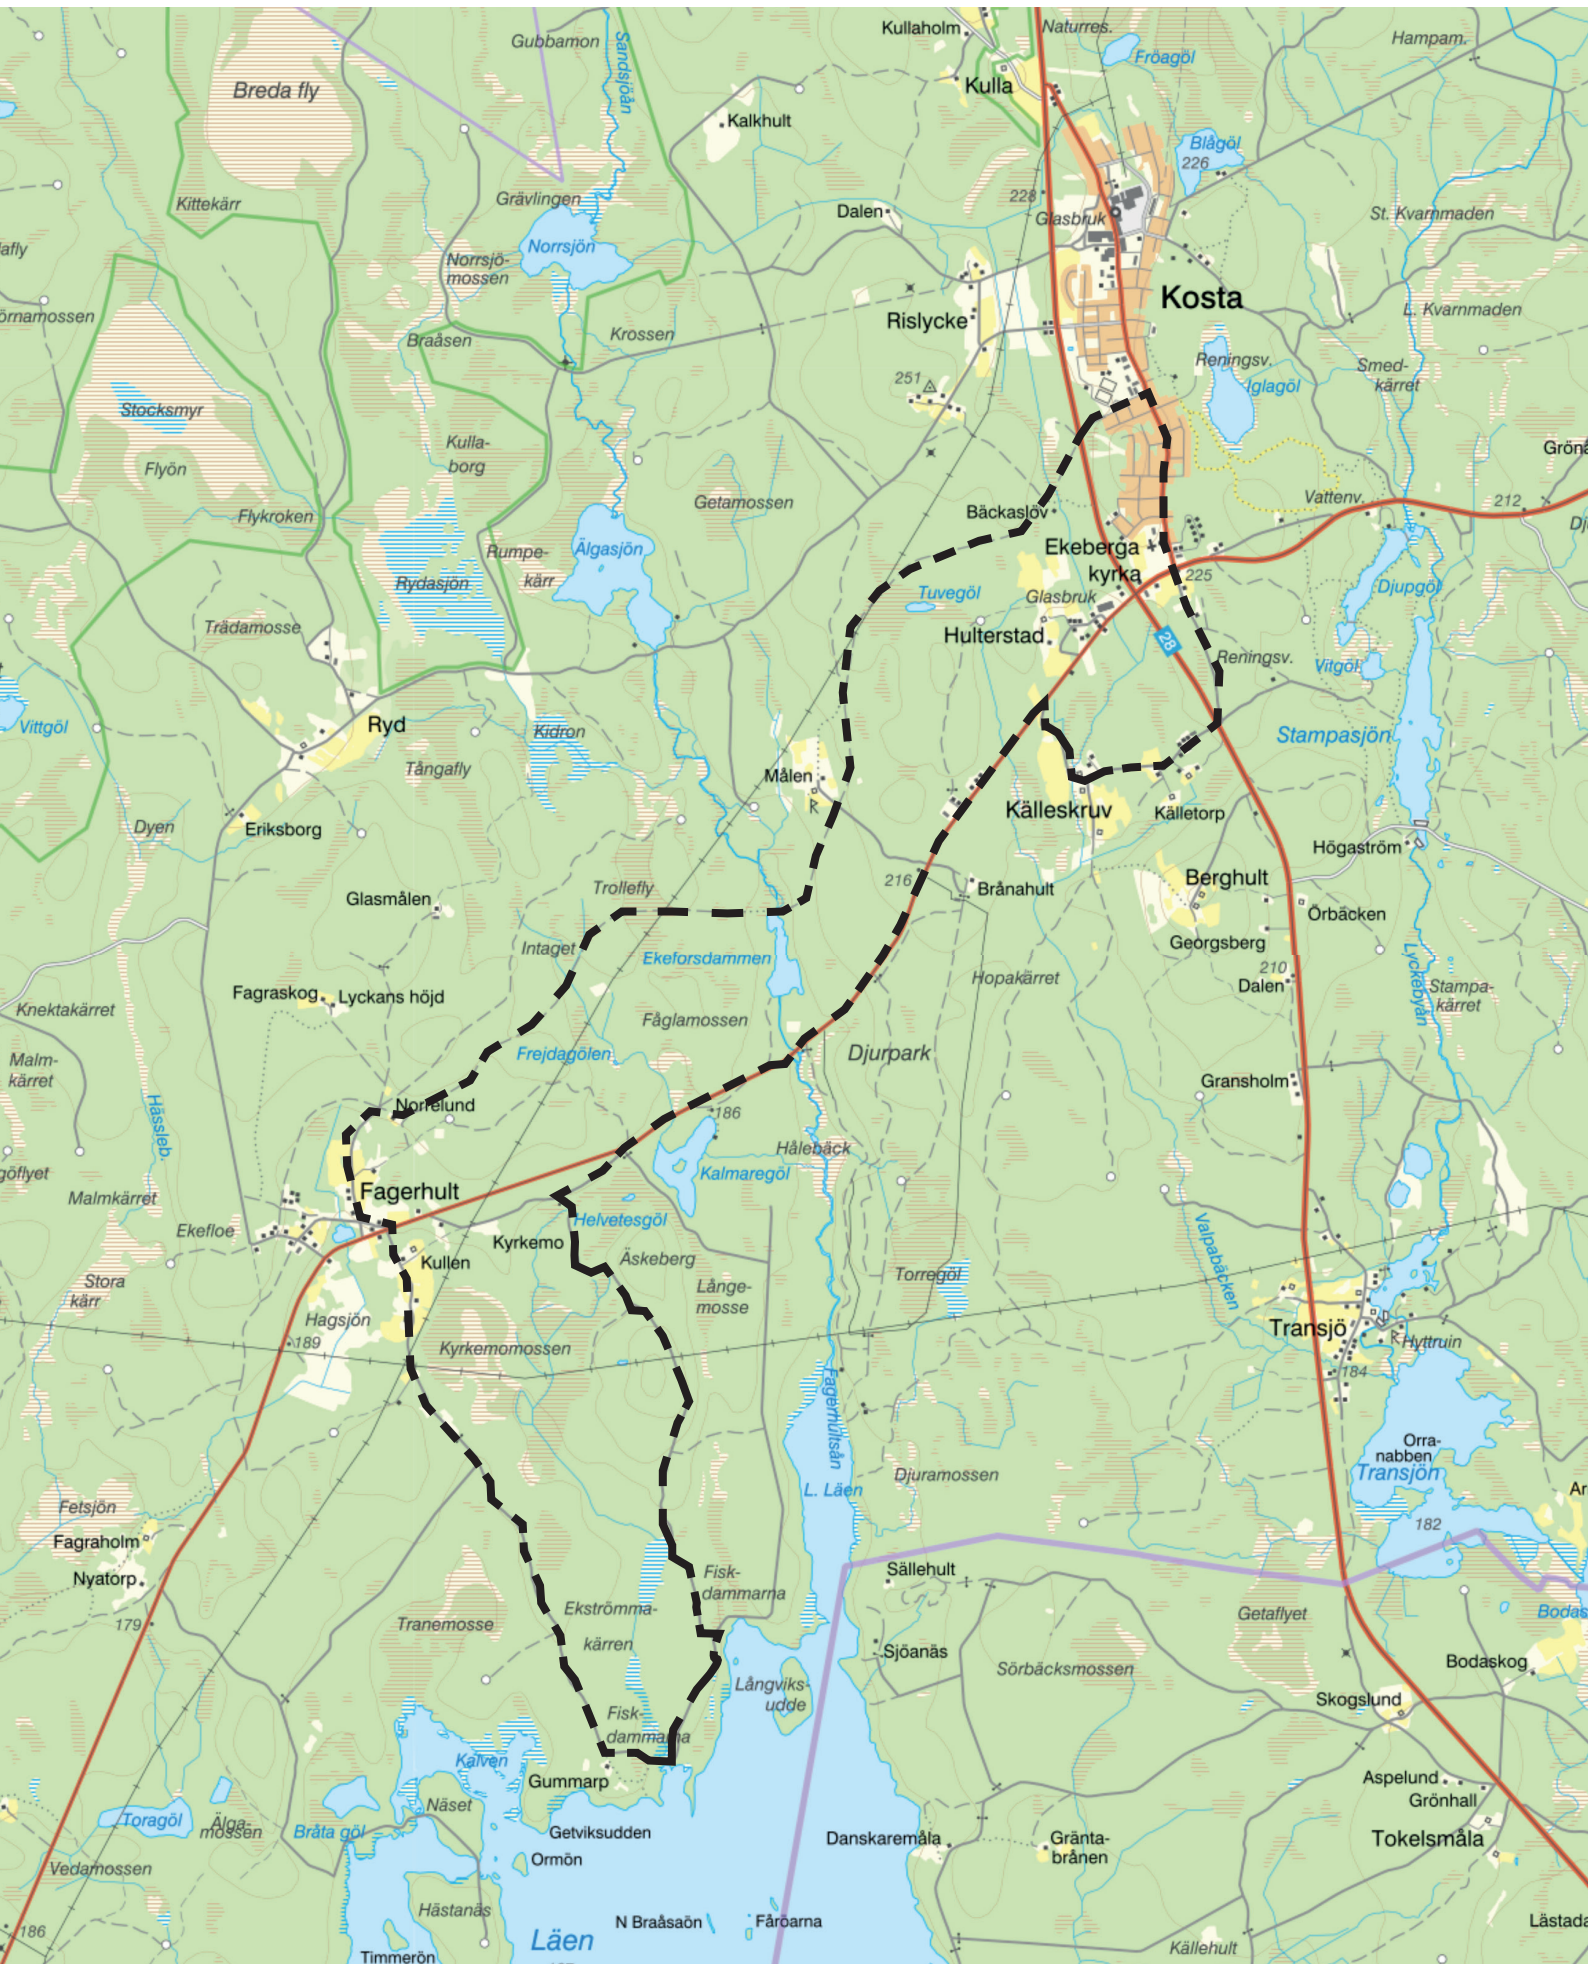 Gubbamon
Sandsjöån
Kullaholm
Naturres.
Hampam.
Fröagöl
Breda fly
Kulla
Kalkhult
Blågöl
226
Kittekärr
Grävlingen
228
Glasbruk
Dalen
St. Kvarnmaden
Norrsjön
Norrsjö-
mossen
Kosta
L. Kvarnmaden
Rislycke
Krossen
Braåsen
Reningsv.
Iglagöl
Smed-
kärret
251
Stocksmyr
Kulla-
borg
Flyön
Getamossen
Vattenv.
212
Flykroken
Bäckaslöv
Rumpe-
kärr
Älgasjön
Ekeberga
kyrka
225
Rydasjön
Tuvegöl
Glasbruk
Djupgöl
Trädamosse
Hulterstad
28
Reningsv.
Vitgöl
Vittgöl
Ryd
Kidron
Stampasjön
Tångafly
Målen
R
Källeskruv
Källetorp
Dyen
Eriksborg
Högaström
Glasmålen
Trollefly
216
Brånahult
Berghult
Örbäcken
Intaget
Ekeforsdammen
Georgsberg
Hopakärret
210
Dalen
Lyckebyån
Stampa-
kärret
Fagraskog
Lyckans höjd
Knektakärret
Fåglamossen
Frejdagölen
Djurpark
Malm-
kärret
Gransholm
Norrelund
186
Hässleb.
Hålebäck
Kalmaregöl
göflyet
Malmkärret
Fagerhult
Helvetesgöl
Ekefloe
Kyrkemo
Äskeberg
Kullen
Valpabäcken
Torregöl
Stora
kärr
Långe-
mosse
Hagsjön
189
Kyrkemomossen
Transjö
R
Hyttruin
184
Fagerhultsån
Orra-
nabben
Transjön
Djuramossen
L. Läen
Fetsjön
182
Fagraholm
Nyatorp
Sällehult
Fisk-
dammarna
179
Tranemosse
Ekströmma-
kärren
Getaflyet
Sjöanäs
Sörbäcksmossen
Bodaskog
Långviks-
udde
Skogslund
Fisk-
dammarna
Kalven
Gummarp
Aspelund
Grönhall
Näset
Toragöl
Älga-
mossen
Bråta göl
Getviksudden
Danskaremåla
Gränta-
brånen
Tokelsmåla
Ormön
Vedamossen
Hästanäs
N Braåsaön
Fåröarna
186
Läen
Källehult
Timmerön